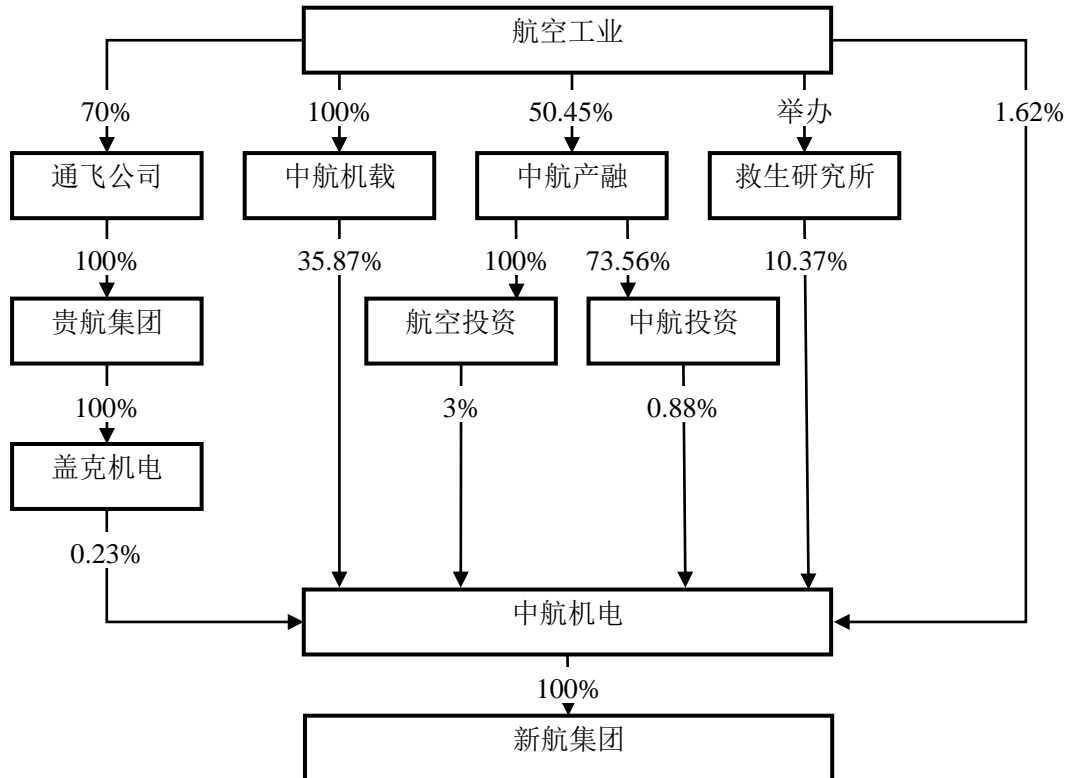 航空工业
70%
100%
50.45%
举办
1.62%
通飞公司
中航机载
中航产融
救生研究所
100%
35.87%
100%
73.56%
10.37%
贵航集团
航空投资
中航投资
100%
3%
0.88%
盖克机电
0.23%
中航机电
100%
新航集团